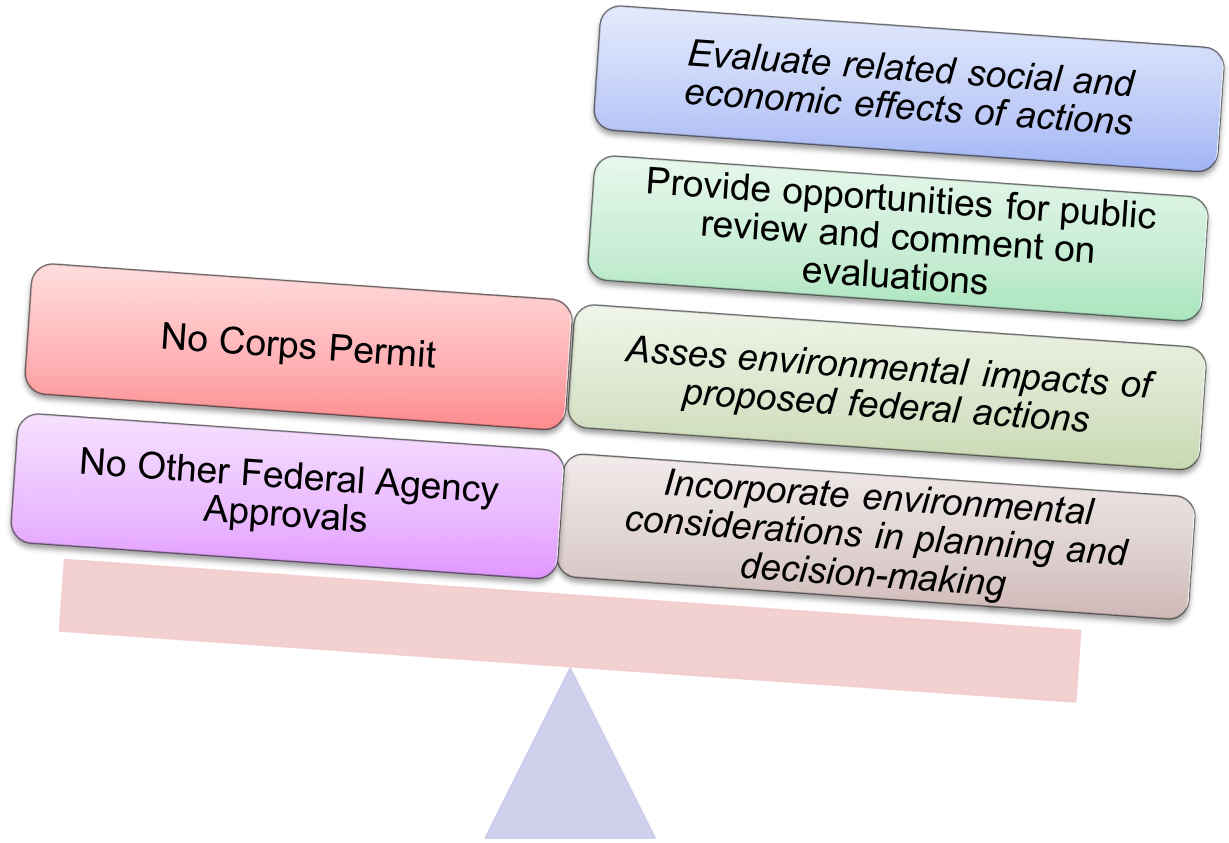 Evaluate related social and
economic effects of actions
Provide opportunities for public
review and comment on
evaluations
No Corps Permit
Asses environmental impacts of
proposed federal actions
No Other Federal Agency
Approvals
Incorporate environmental
considerations in planning and
decision-making